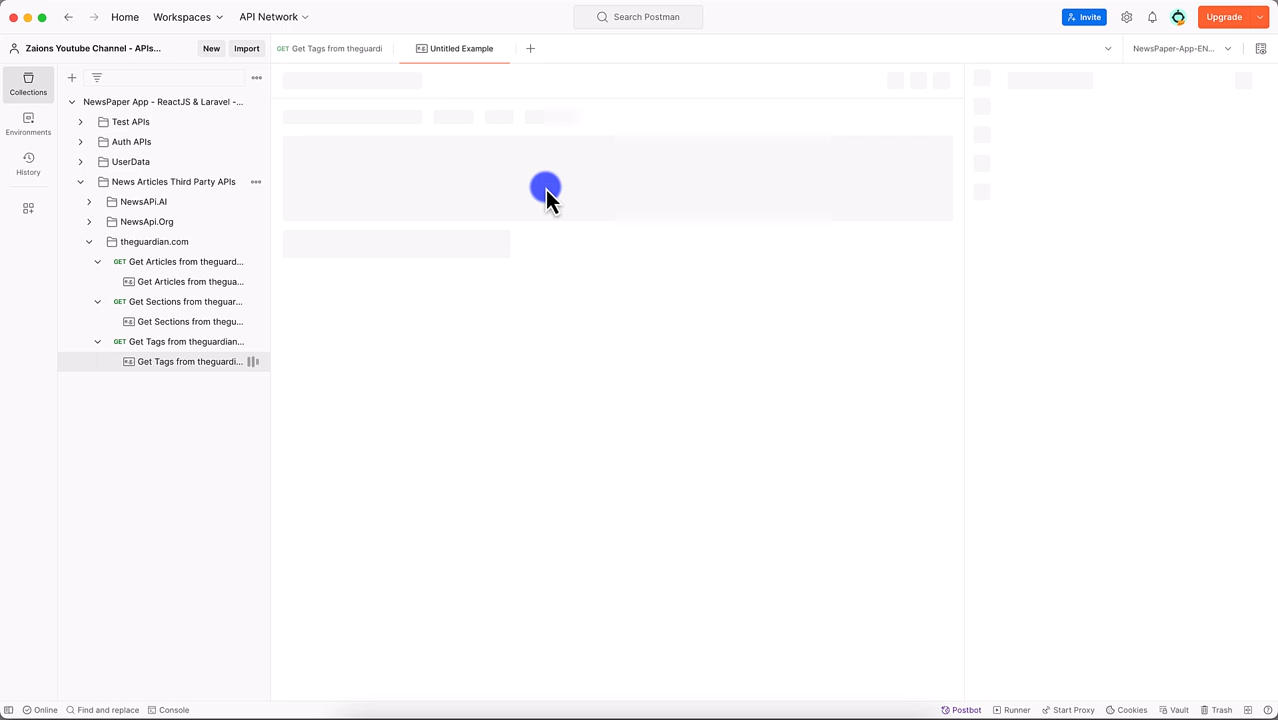 Home
Workspaces
API Network
Search Postman
Invite
Upgrade
Zaions Youtube Channel - APIs...
New
Import
GET Get Tags from theguardi
Untitled Example
NewsPaper-App-EN...
Collections
Environments
History
NewsPaper App - ReactJS & Laravel -...
Test APIs
Auth APIs
UserData
News Articles Third Party APIs
NewsAPi.AI
NewsApi.Org
theguardian.com
GET Get Articles from theguard...
Get Articles from thegua...
GET Get Sections from theguar...
Get Sections from thegu...
GET Get Tags from theguardian...
Get Tags from theguardi...
Online
Find and replace
Console
Postbot
Runner
Start Proxy
Cookies
Vault
Trash